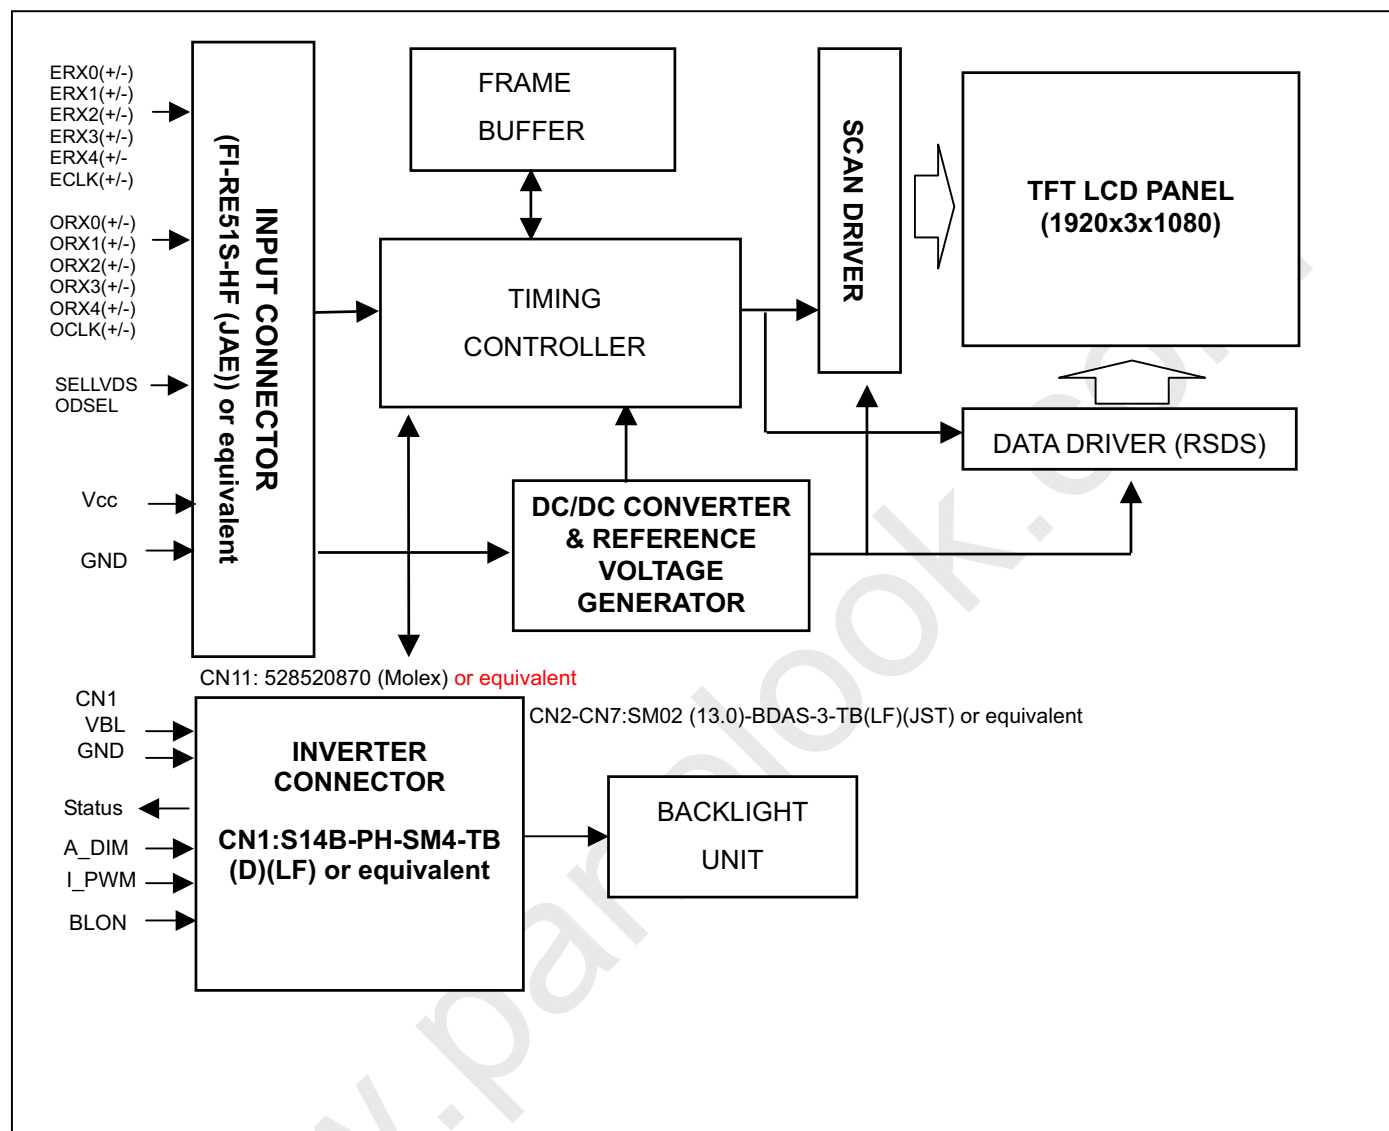 ERX0(+/-)
ERX1(+/-)
ERX2(+/-)
ERX3(+/-)
ERX4(+/-
ECLK(+/-)
ORX0(+/-)
ORX1(+/-)
ORX2(+/-)
ORX3(+/-)
ORX4(+/-)
OCLK(+/-)
SELLVDS
ODSEL
Vcc
GND
INPUT CONNECTOR
(FI-RE51S-HF (JAE)) or equivalent
FRAME
BUFFER
TIMING
CONTROLLER
SCAN DRIVER
TFT LCD PANEL
(1920x3x1080)
DATA DRIVER (RSDS)
DC/DC CONVERTER
& REFERENCE
VOLTAGE
GENERATOR
CN11: 528520870 (Molex) or equivalent
CN2-CN7:SM02 (13.0)-BDAS-3-TB(LF)(JST) or equivalent
CN1
VBL
GND
Status
A_DIM
I_PWM
BLON
INVERTER
CONNECTOR
CN1:S14B-PH-SM4-TB
(D)(LF) or equivalent
BACKLIGHT
UNIT